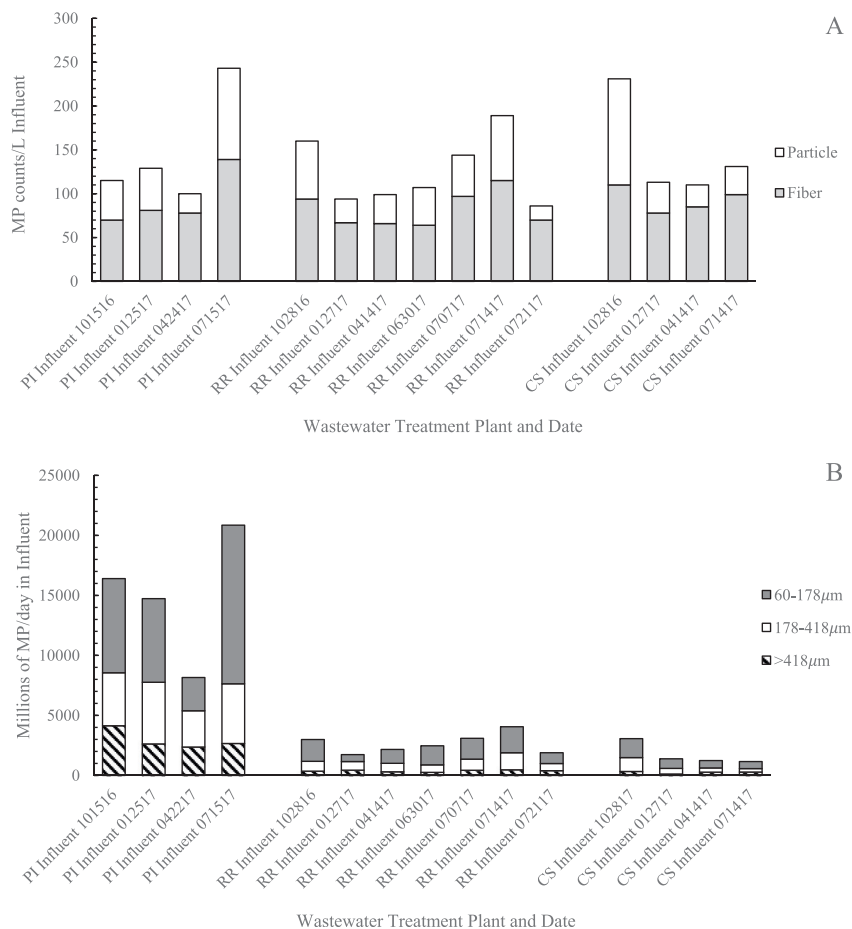 A
300
250
200
150
100
50
0
MP counts/L Influent
Particle
Fiber
PI Influent 101516
PI Influent 012517
PI Influent 042417
PI Influent 071517
RR Influent 102816
RR Influent 012717
RR Influent 041417
RR Influent 063017
RR Influent 070717
RR Influent 071417
RR Influent 072117
CS Influent 102816
CS Influent 012717
CS Influent 041417
CS Influent 071417
Wastewater Treatment Plant and Date
B
25000
20000
15000
10000
5000
0
Millions of MP/day in Influent
60-178μm
178-418μm
>418μm
PI Influent 101516
PI Influent 012517
PI Influent 042217
PI Influent 071517
RR Influent 102816
RR Influent 012717
RR Influent 041417
RR Influent 063017
RR Influent 070717
RR Influent 071417
RR Influent 072117
CS Influent 102817
CS Influent 012717
CS Influent 041417
CS Influent 071417
Wastewater Treatment Plant and Date